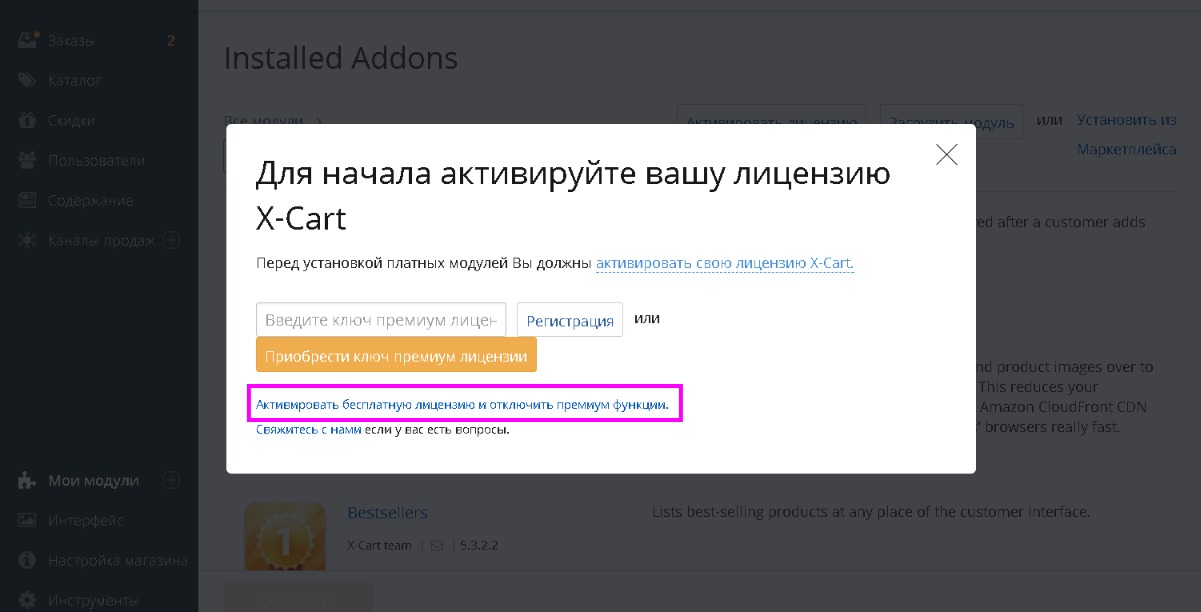 Заказы 2
Каталог
Скидки
Пользователи
Содержание
Каналы продаж
Мои модули
Интерфейс
Настройка магазина
Инструменты
Installed Addons
Все модули
Активировать лицензию Загрузить модуль или Установить из
Маркетплейса
Для начала активируйте вашу лицензию
X-Cart
Перед установкой платных модулей Вы должны активировать свою лицензию X-Cart.
Введите ключ премиум лицен
Регистрация или
Приобрести ключ премиум лицензии
Активировать бесплатную лицензию и отключить премиум функции.
Свяжитесь с нами если у вас есть вопросы.
after a customer adds
product images over to
This reduces your
Amazon CloudFront CDN
browsers really fast.
1
Bestsellers
Lists best-selling products at any place of the customer interface.
X-Cart team | | 5.3.2.2